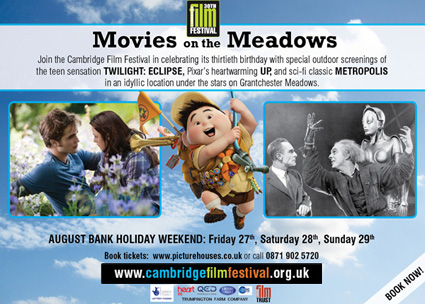 30TH
film
FESTIVAL
Movies on the Meadows
Join the Cambridge Film Festival in celebrating its thirtieth birthday with special outdoor screenings of
the teen sensation TWILIGHT: ECLIPSE, Pixar's heartwarming UP, and sci-fi classic METROPOLIS
in an idyllic location under the stars on Grantchester Meadows.
AUGUST BANK HOLIDAY WEEKEND: Friday 27th, Saturday 28th, Sunday 29th
Book tickets: www.picturehouses.co.uk or call 0871 902 5720
BOOK NOW!
www.cambridgefilmfestival.org.uk
heart
QED
TRUMPINGTON FARM COMPANY
film
TRUST